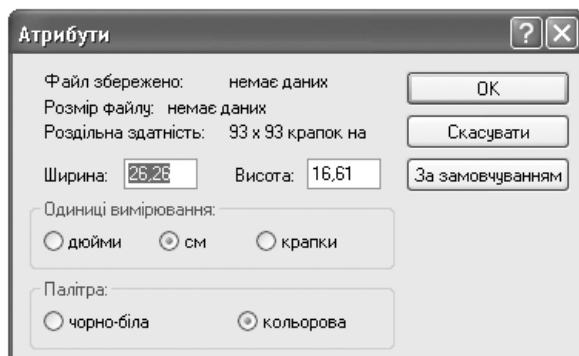 Атрибути
Файл збережено: немає даних
Розмір файлу: немає даних
Роздільна здатність: 93 x 93 крапок на
Ширина: 26,26 Висота: 16,61
Одиниці вимірювання:
дюйми см крапки
Палітра:
чорно-біла кольорова
OK
Скасувати
За замовчуванням